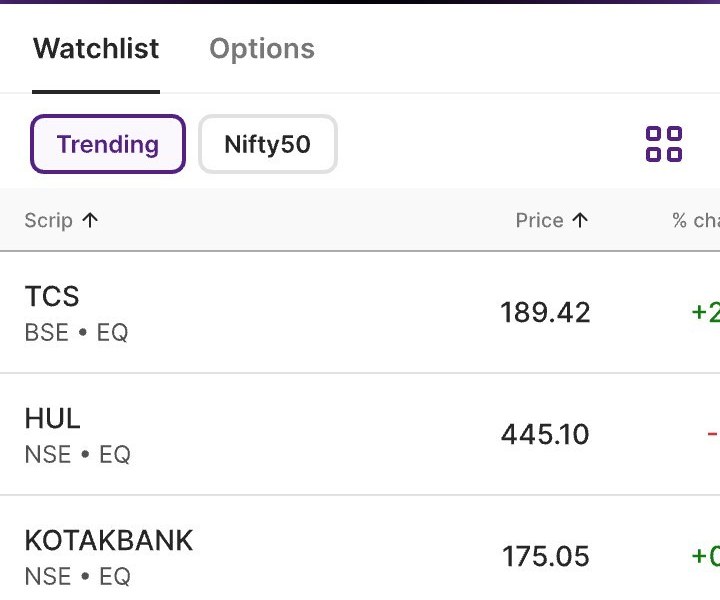 Watchlist Options
Trending Nifty50
Scrip ↑ Price ↑ %
TCS 189.42
BSE • EQ
HUL 445.10
NSE • EQ
KOTAKBANK 175.05
NSE • EQ